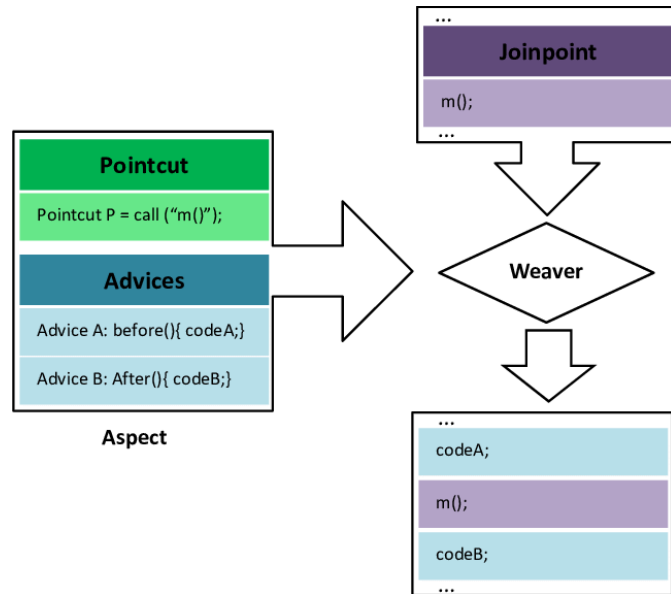 ...
Joinpoint
m();
...
Pointcut
Pointcut P = call (“m()”);
Advices
Advice A: before(){ codeA;}
Advice B: After(){ codeB;}
Aspect
Weaver
...
codeA;
m();
codeB;
...